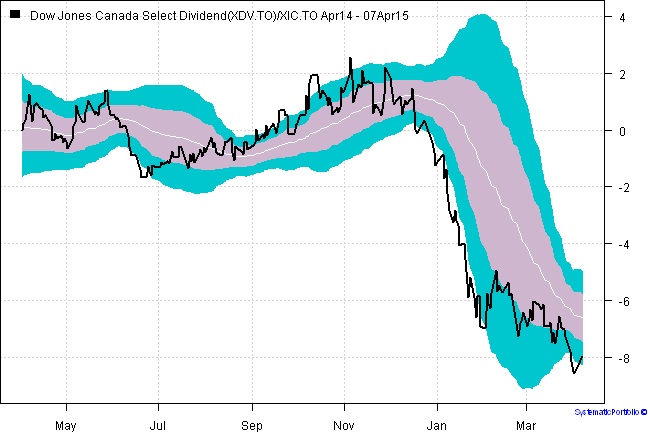 Dow Jones Canada Select Dividend(XDV.TO)/XIC.TO Apr14 - 07Apr15
4
2
0
-2
-4
-6
-8
May Jul Sep Nov Jan Mar
SystematicPortfolio ©